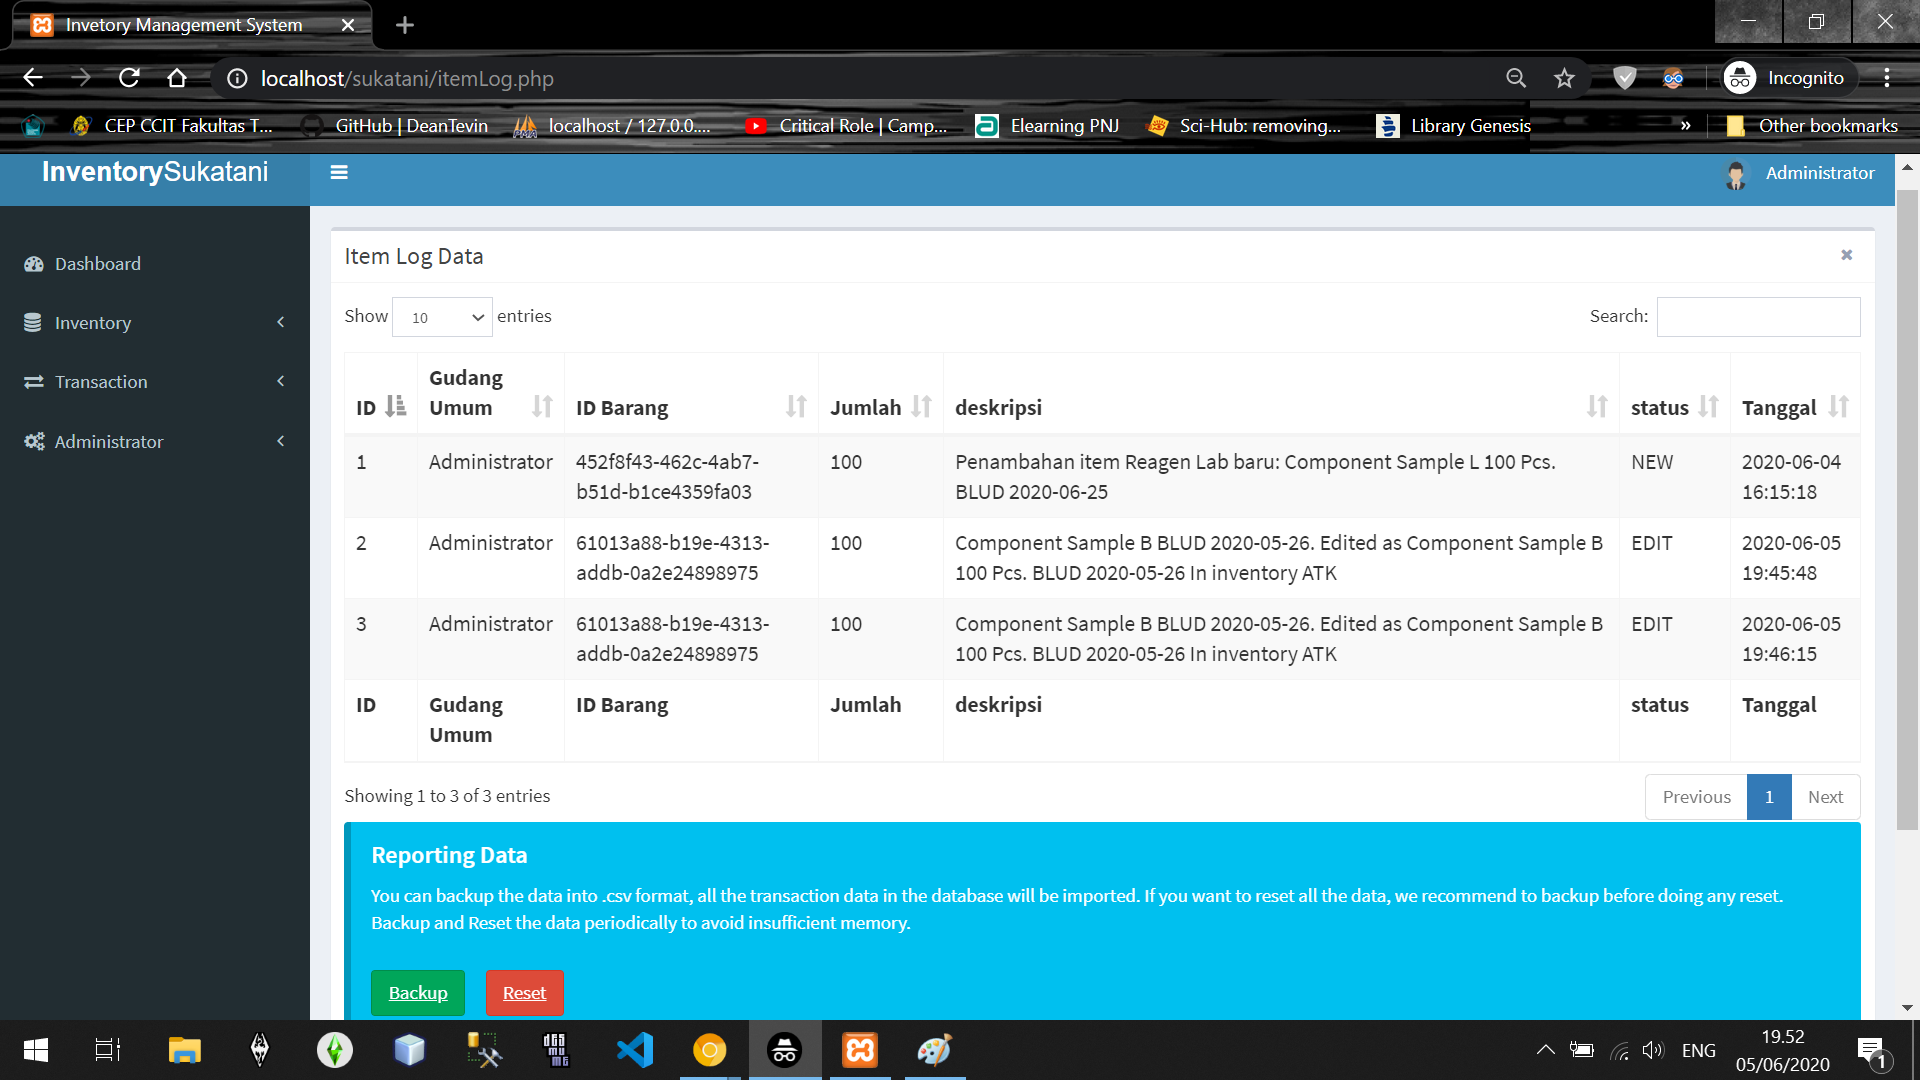 Invetory Management System
localhost/sukatani/itemLog.php
Incognito
CEP CCIT Fakultas T...
GitHub | DeanTevin
localhost / 127.0.0....
Critical Role | Camp...
Elearning PNJ
Sci-Hub: removing...
Library Genesis
»
Other bookmarks
InventorySukatani
Administrator
Dashboard
Inventory
Transaction
Administrator
Item Log Data
Show 10 entries
Search:
ID Gudang Umum ID Barang Jumlah deskripsi status Tanggal
1 Administrator 452f8f43-462c-4ab7- 100 Penambahan item Reagen Lab baru: Component Sample L 100 Pcs. NEW 2020-06-04
b51d-b1ce4359fa03 BLUD 2020-06-25 16:15:18
2 Administrator 61013a88-b19e-4313- 100 Component Sample B BLUD 2020-05-26. Edited as Component Sample B EDIT 2020-06-05
addb-0a2e24898975 100 Pcs. BLUD 2020-05-26 In inventory ATK 19:45:48
3 Administrator 61013a88-b19e-4313- 100 Component Sample B BLUD 2020-05-26. Edited as Component Sample B EDIT 2020-06-05
addb-0a2e24898975 100 Pcs. BLUD 2020-05-26 In inventory ATK 19:46:15
ID Gudang Umum ID Barang Jumlah deskripsi status Tanggal
Showing 1 to 3 of 3 entries
Previous 1 Next
Reporting Data
You can backup the data into .csv format, all the transaction data in the database will be imported. If you want to reset all the data, we recommend to backup before doing any reset.
Backup and Reset the data periodically to avoid insufficient memory.
Backup Reset
ENG
19.52
05/06/2020
1